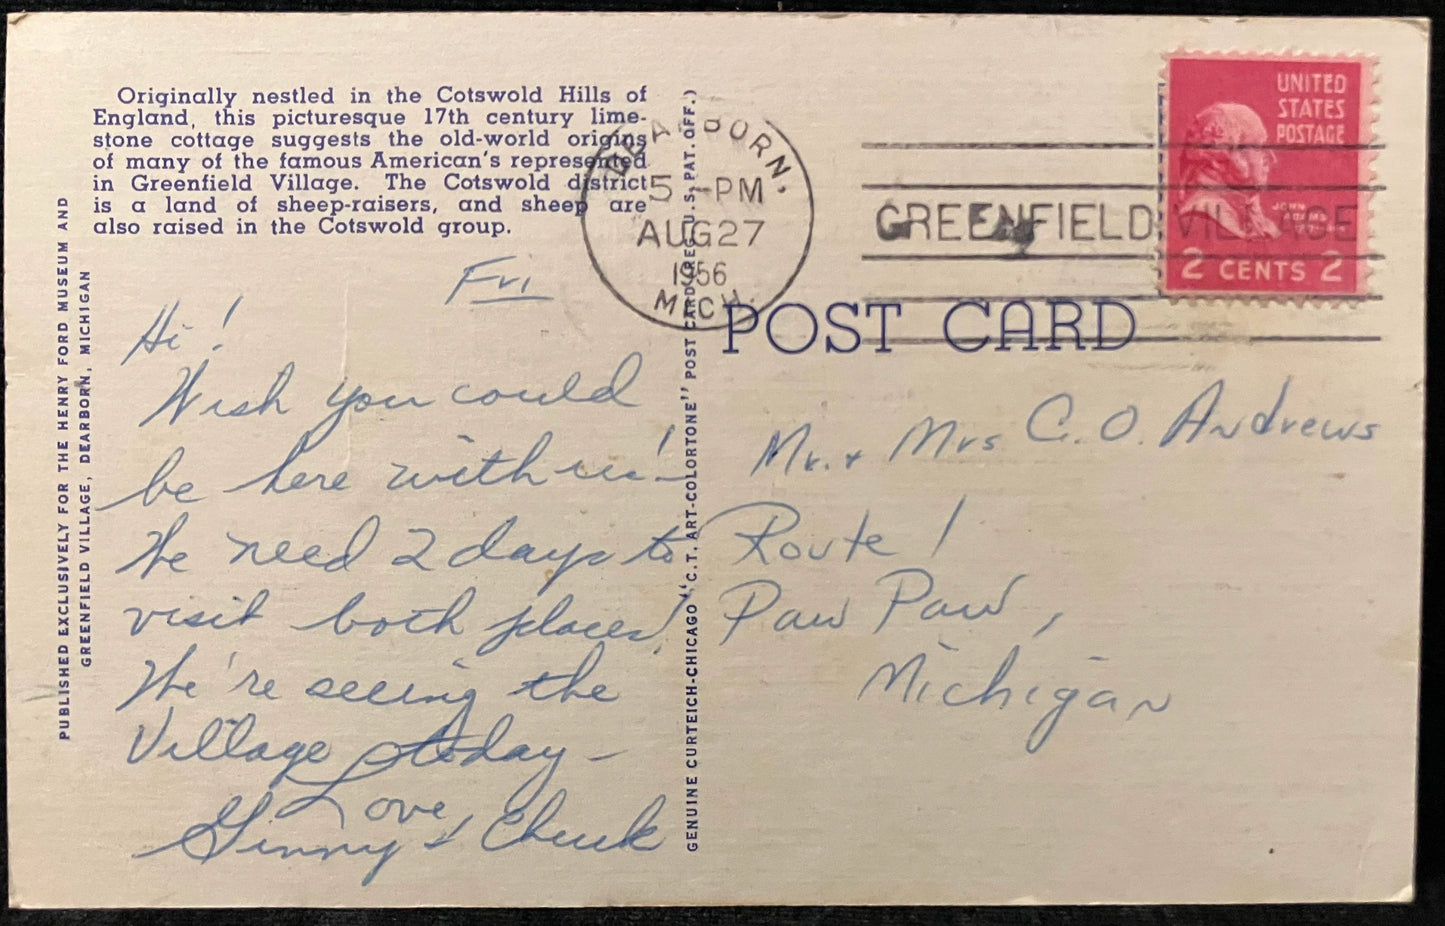 Originally nestled in the Cotswold Hills of
England, this picturesque 17th century lime-
stone cottage suggests the old-world origins
of many of the famous American's represented
in Greenfield Village. The Cotswold district
is a land of sheep-raisers, and sheep are
also raised in the Cotswold group.
PUBLISHED EXCLUSIVELY FOR THE HENRY FORD MUSEUM AND
GREENFIELD VILLAGE, DEARBORN, MICHIGAN
Fri
Hi!
Wish you could
be here with us! -
We need 2 days to
visit both places!
We're seeing the
Village today -
Love,
Ginny & Chuck
GENUINE CURTEICH-CHICAGO "C.T. ART-COLORTONE" POST CARD (REG. U.S. PAT. OFF.)
DEARBORN,
5 - PM
AUG 27
1956
MICH.
GREENFIELD VILLAGE
UNITED
STATES
POSTAGE
JOHN
ADAMS
2 CENTS 2
POST CARD
Mr. + Mrs C. O. Andrews
Route 1
Paw Paw,
Michigan